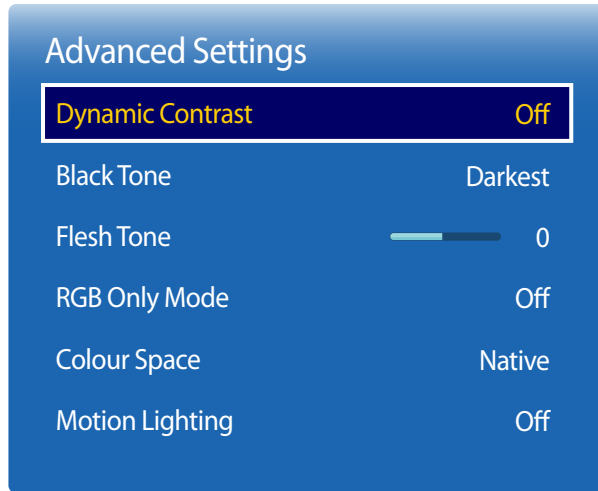 Advanced Settings
Dynamic Contrast Off
Black Tone Darkest
Flesh Tone 0
RGB Only Mode Off
Colour Space Native
Motion Lighting Off